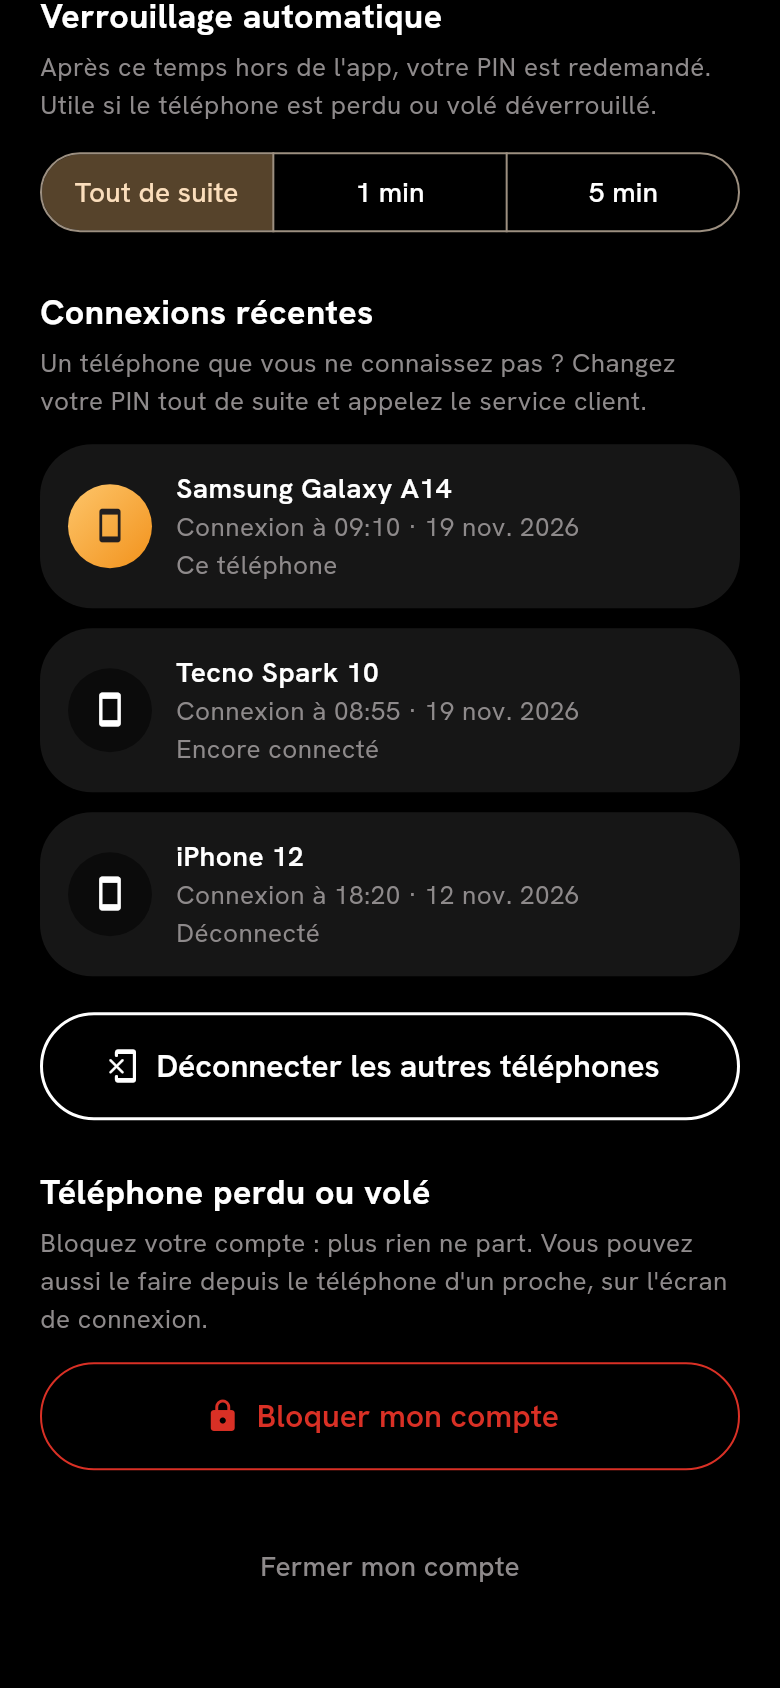 Verrouillage automatique
Après ce temps hors de l'app, votre PIN est redemandé.
Utile si le téléphone est perdu ou volé déverrouillé.
Tout de suite
1 min
5 min
Connexions récentes
Un téléphone que vous ne connaissez pas ? Changez
votre PIN tout de suite et appelez le service client.
Samsung Galaxy A14
Connexion à 09:10 · 19 nov. 2026
Ce téléphone
Tecno Spark 10
Connexion à 08:55 · 19 nov. 2026
Encore connecté
iPhone 12
Connexion à 18:20 · 12 nov. 2026
Déconnecté
Déconnecter les autres téléphones
Téléphone perdu ou volé
Bloquez votre compte : plus rien ne part. Vous pouvez
aussi le faire depuis le téléphone d'un proche, sur l'écran
de connexion.
Bloquer mon compte
Fermer mon compte